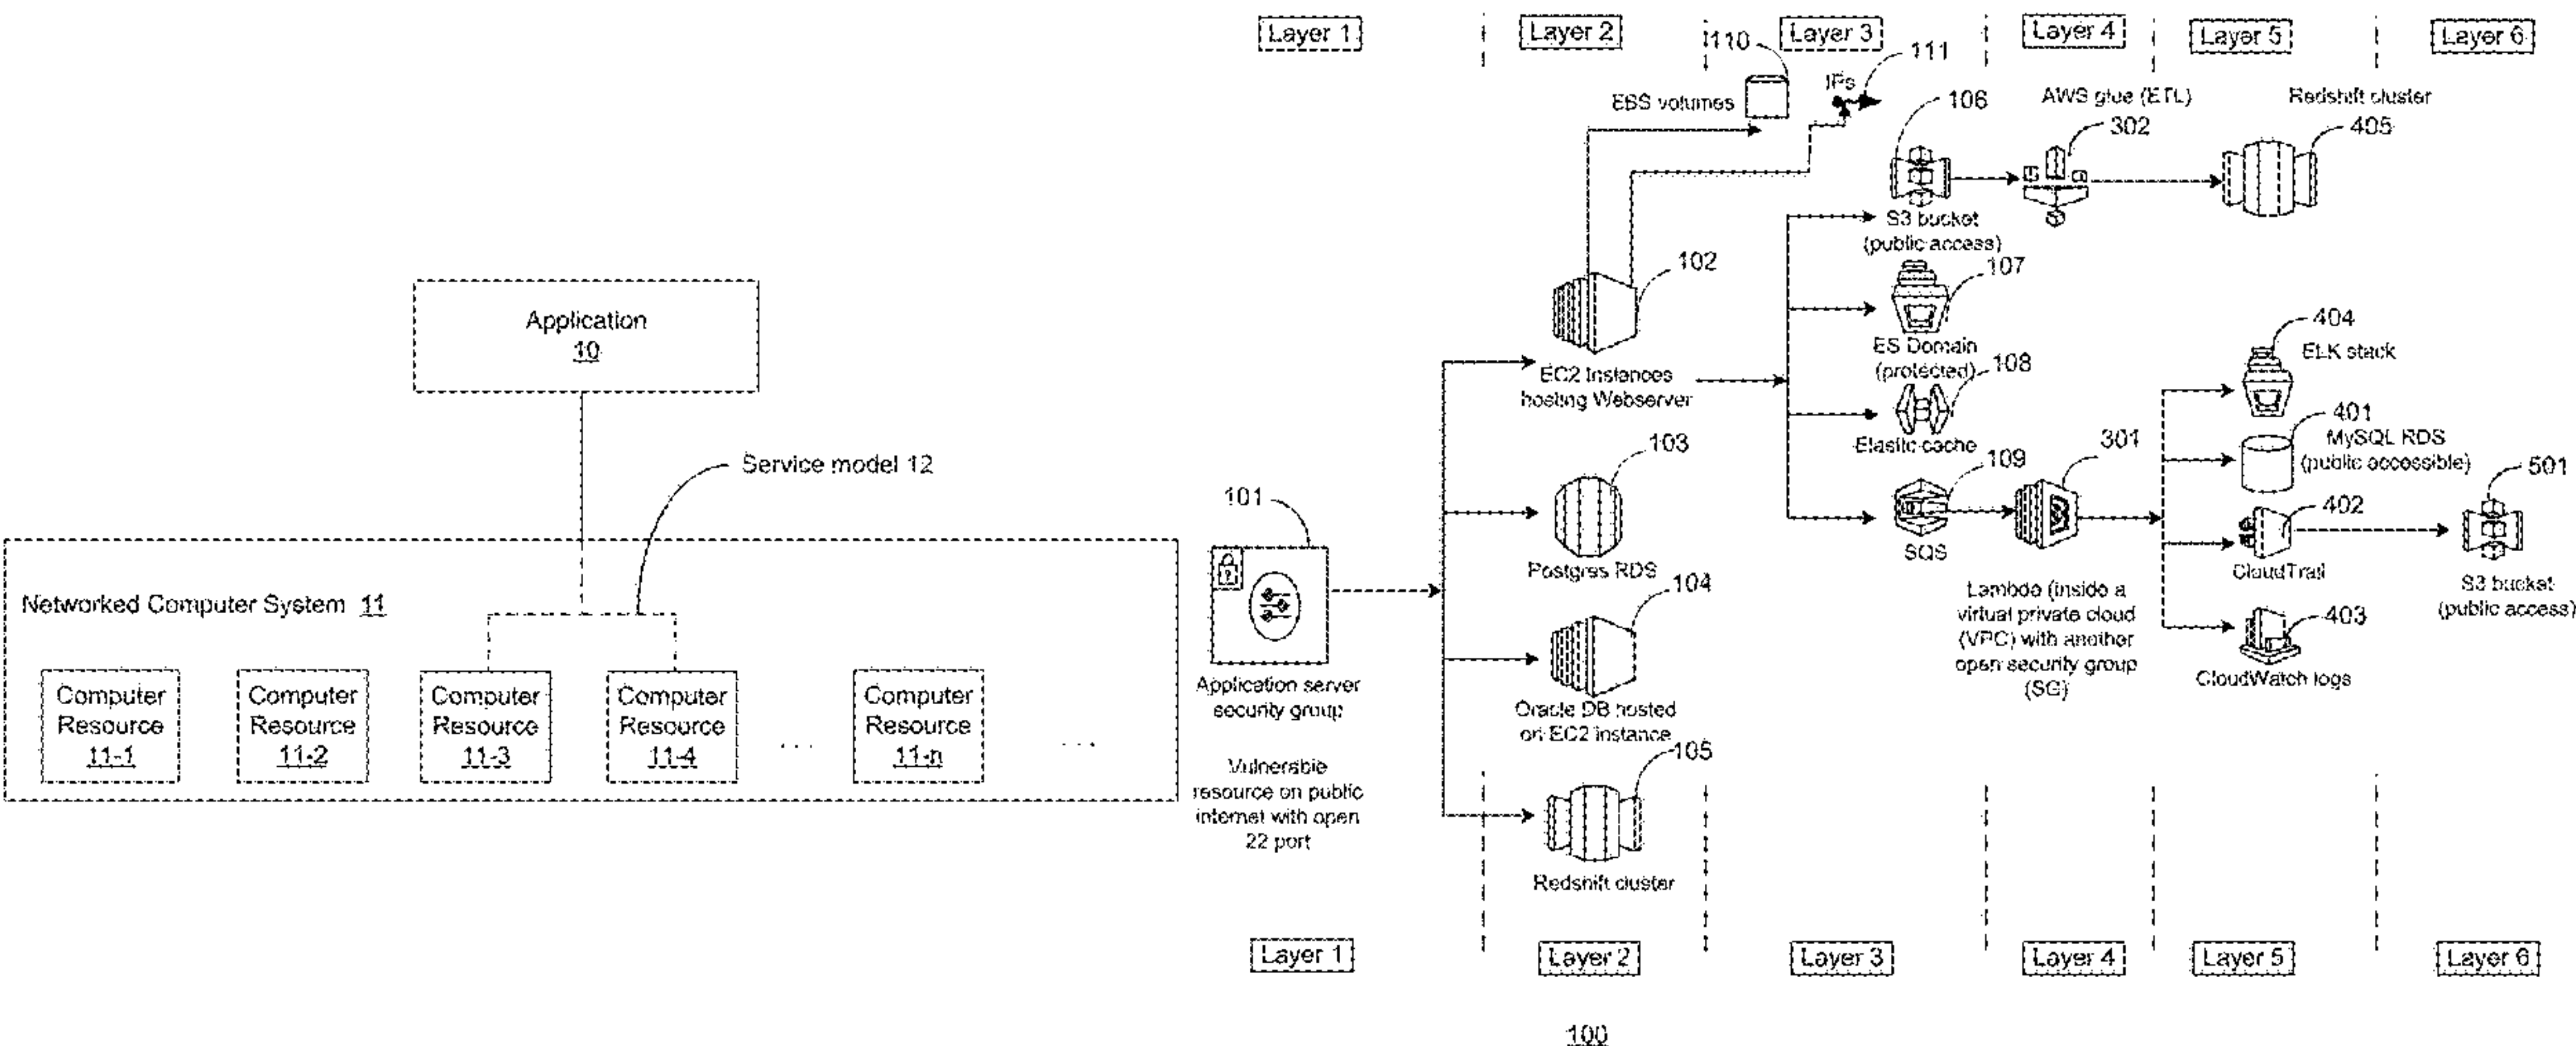 Layer 1
Layer 2
Layer 3
Layer 4
Layer 5
Layer 6
110
111
EBS volumes
IPs
106
AWS glue (ETL)
302
Redshift cluster
405
S3 bucket
(public access)
102
107
Application
10
EC2 Instances
hosting Webserver
ES Domain
(protected)
108
404
ELK stack
Elastic cache
401
MySQL RDS
(public accessible)
Service model 12
103
109
301
501
101
Postgres RDS
SQS
402
CloudTrail
S3 bucket
(public access)
Networked Computer System 11
104
Lambda (inside a
virtual private cloud
(VPC) with another
open security group
(SG)
403
CloudWatch logs
Computer
Resource
11-1
Computer
Resource
11-2
Computer
Resource
11-3
Computer
Resource
11-4
...
Computer
Resource
11-n
...
Application server
security group
Oracle DB hosted
on EC2 instance
105
Vulnerable
resource on public
internet with open
22 port
Redshift cluster
Layer 1
Layer 2
Layer 3
Layer 4
Layer 5
Layer 6
100